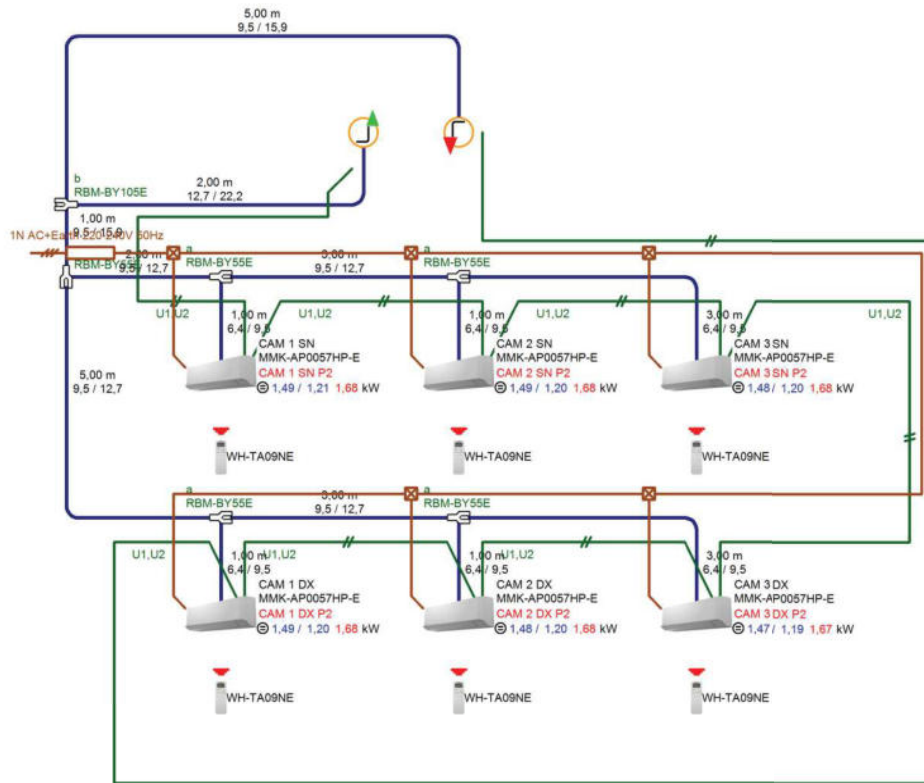 5,00 m
9,5 / 15,9
b
RBM-BY105E
2,00 m
12,7 / 22,2
1,00 m
9,5 / 15,9
1N AC+Earth 220-240V 50Hz
RBM-BY55E
9,5 / 12,7
a
RBM-BY55E
3,00 m
9,5 / 12,7
a
RBM-BY55E
U1,U2
U1,U2
U1,U2
1,00 m
6,4 / 9,5
1,00 m
6,4 / 9,5
3,00 m
6,4 / 9,5
CAM 1 SN
MMK-AP0057HP-E
CAM 1 SN P2
1,49 / 1,21 1,68 kW
CAM 2 SN
MMK-AP0057HP-E
CAM 2 SN P2
1,49 / 1,20 1,68 kW
CAM 3 SN
MMK-AP0057HP-E
CAM 3 SN P2
1,48 / 1,20 1,68 kW
5,00 m
9,5 / 12,7
WH-TA09NE
WH-TA09NE
WH-TA09NE
a
RBM-BY55E
3,00 m
9,5 / 12,7
a
RBM-BY55E
U1,U2
U1,U2
U1,U2
1,00 m
6,4 / 9,5
1,00 m
6,4 / 9,5
3,00 m
6,4 / 9,5
CAM 1 DX
MMK-AP0057HP-E
CAM 1 DX P2
1,49 / 1,20 1,68 kW
CAM 2 DX
MMK-AP0057HP-E
CAM 2 DX P2
1,48 / 1,20 1,68 kW
CAM 3 DX
MMK-AP0057HP-E
CAM 3 DX P2
1,47 / 1,19 1,67 kW
WH-TA09NE
WH-TA09NE
WH-TA09NE